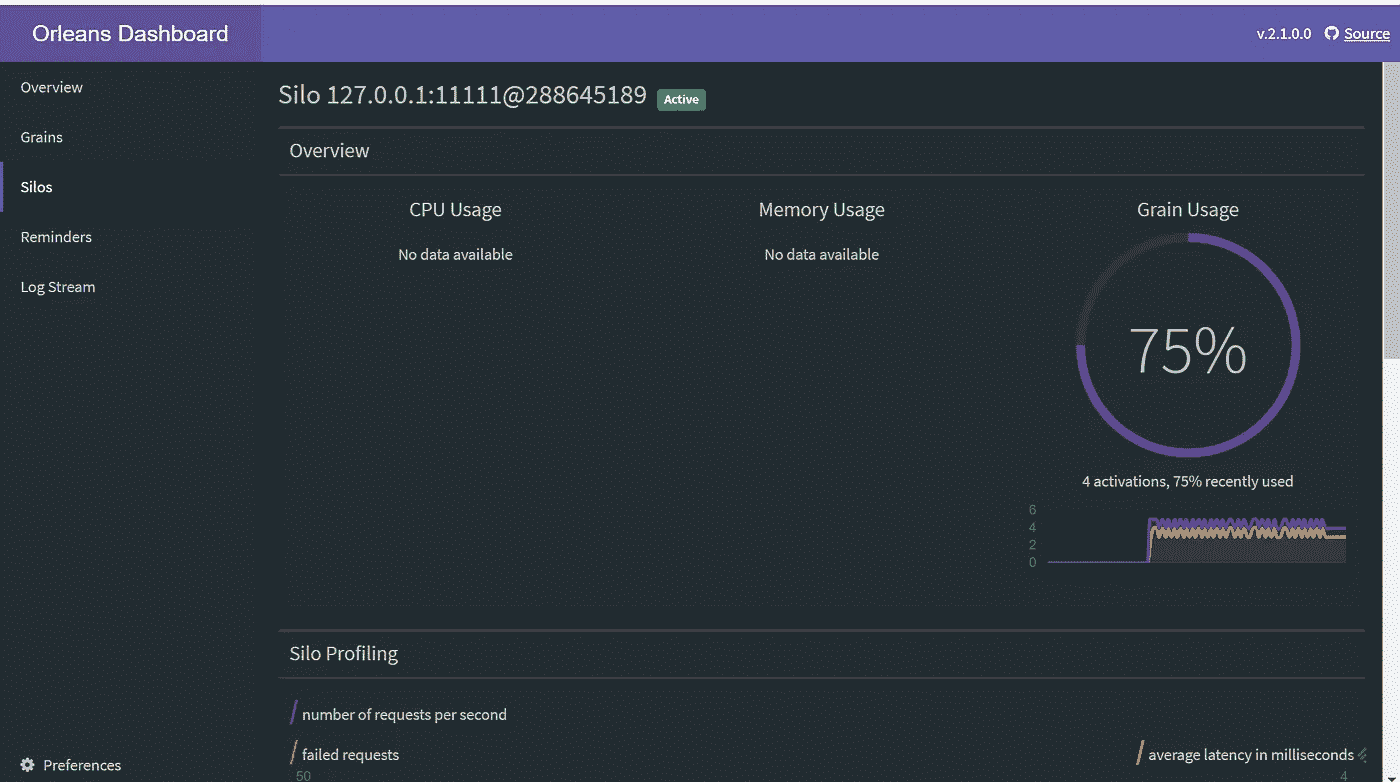 Orleans Dashboard
v.2.1.0.0 Source
Overview
Grains
Silos
Reminders
Log Stream
Preferences
Silo 127.0.0.1:11111@288645189 Active
Overview
CPU Usage
No data available
Memory Usage
No data available
Grain Usage
75%
4 activations, 75% recently used
6
4
2
0
Silo Profiling
number of requests per second
failed requests
average latency in milliseconds
50
4